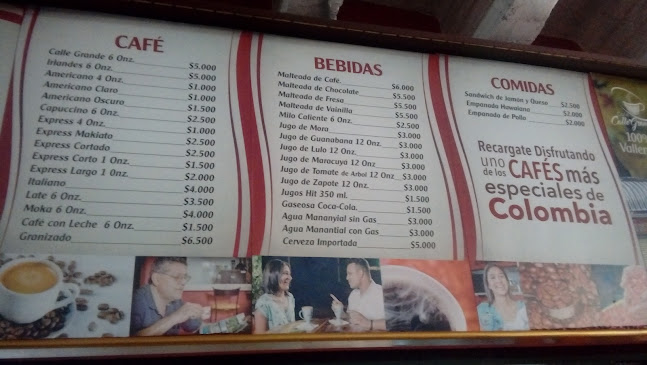 CAFÉ
Calle Grande 6 Onz. $5.000
Irlandes 6 Onz. $5.000
Americano 4 Onz. $1.000
Americano Claro $1.000
Americano Oscuro $1.000
Capuccino 6 Onz. $2.500
Express 4 Onz. $1.000
Express Makiato $2.500
Express Cortado $2.500
Express Corto 1 Onz. $1.500
Express Largo 1 Onz. $2.000
Italiano $4.000
Late 6 Onz. $3.500
Moka 6 Onz. $4.000
Café con Leche 6 Onz. $1.500
Granizado $6.500
BEBIDAS
Malteada de Café $6.000
Malteada de Chocolate $5.500
Malteada de Fresa $5.500
Malteada de Vainilla $5.500
Milo Caliente 6 Onz. $2.500
Jugo de Mora $3.000
Jugo de Guanabana 12 Onz. $3.000
Jugo de Lulo 12 Onz. $3.000
Jugo de Maracuya 12 Onz. $3.000
Jugo de Tomate de Arbol 12 Onz $3.000
Jugo de Zapote 12 Onz. $3.000
Jugos Hit 350 ml. $1.500
Gaseosa Coca-Cola. $1.500
Agua Mananyial sin Gas $3.000
Agua Manantial con Gas $3.000
Cerveza Importada $5.000
COMIDAS
Sandwich de Jamón y Queso $2.500
Empanada Hawaiana $2.000
Empanada de Pollo $2.000
Recargate Disfrutando
uno de los CAFÉS más
especiales de
Colombia
100%